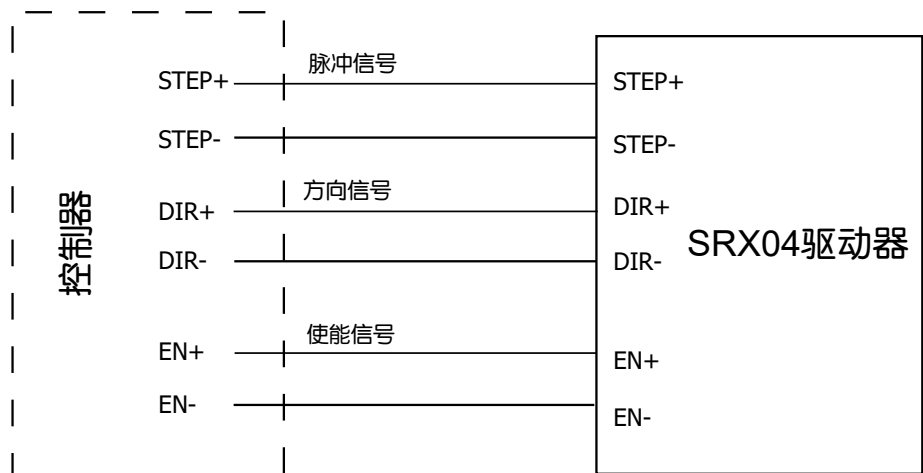 脉冲信号
STEP+ STEP+
STEP- STEP-
方向信号
DIR+ DIR+
控制器
SRX04驱动器
DIR- DIR-
使能信号
EN+ EN+
EN- EN-